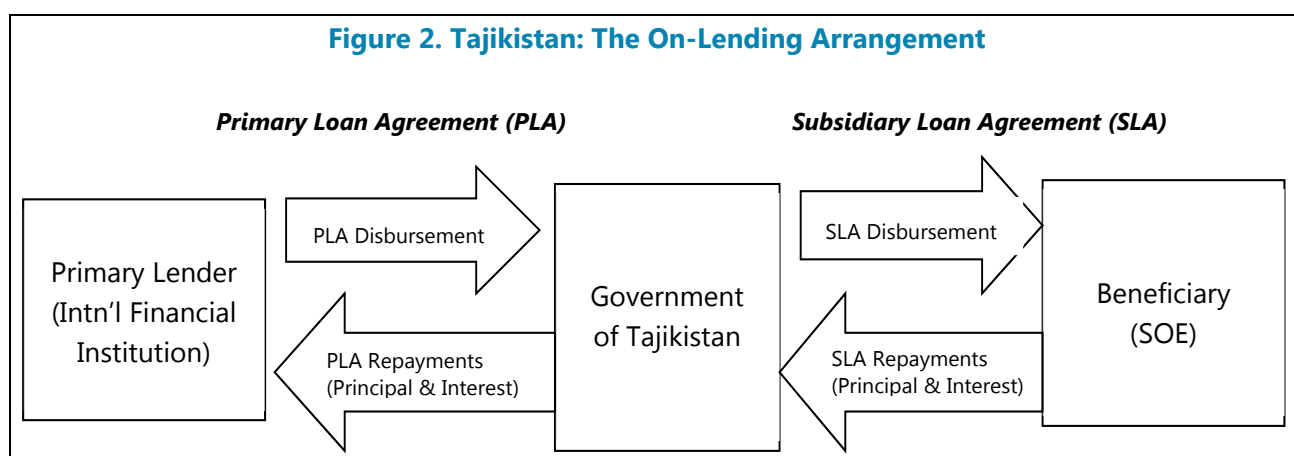 Figure 2. Tajikistan: The On-Lending Arrangement
Primary Loan Agreement (PLA)
Subsidiary Loan Agreement (SLA)
Primary Lender
(Intn’l Financial
Institution)
PLA Disbursement
PLA Repayments
(Principal & Interest)
Government
of Tajikistan
SLA Disbursement
SLA Repayments
(Principal & Interest)
Beneficiary
(SOE)